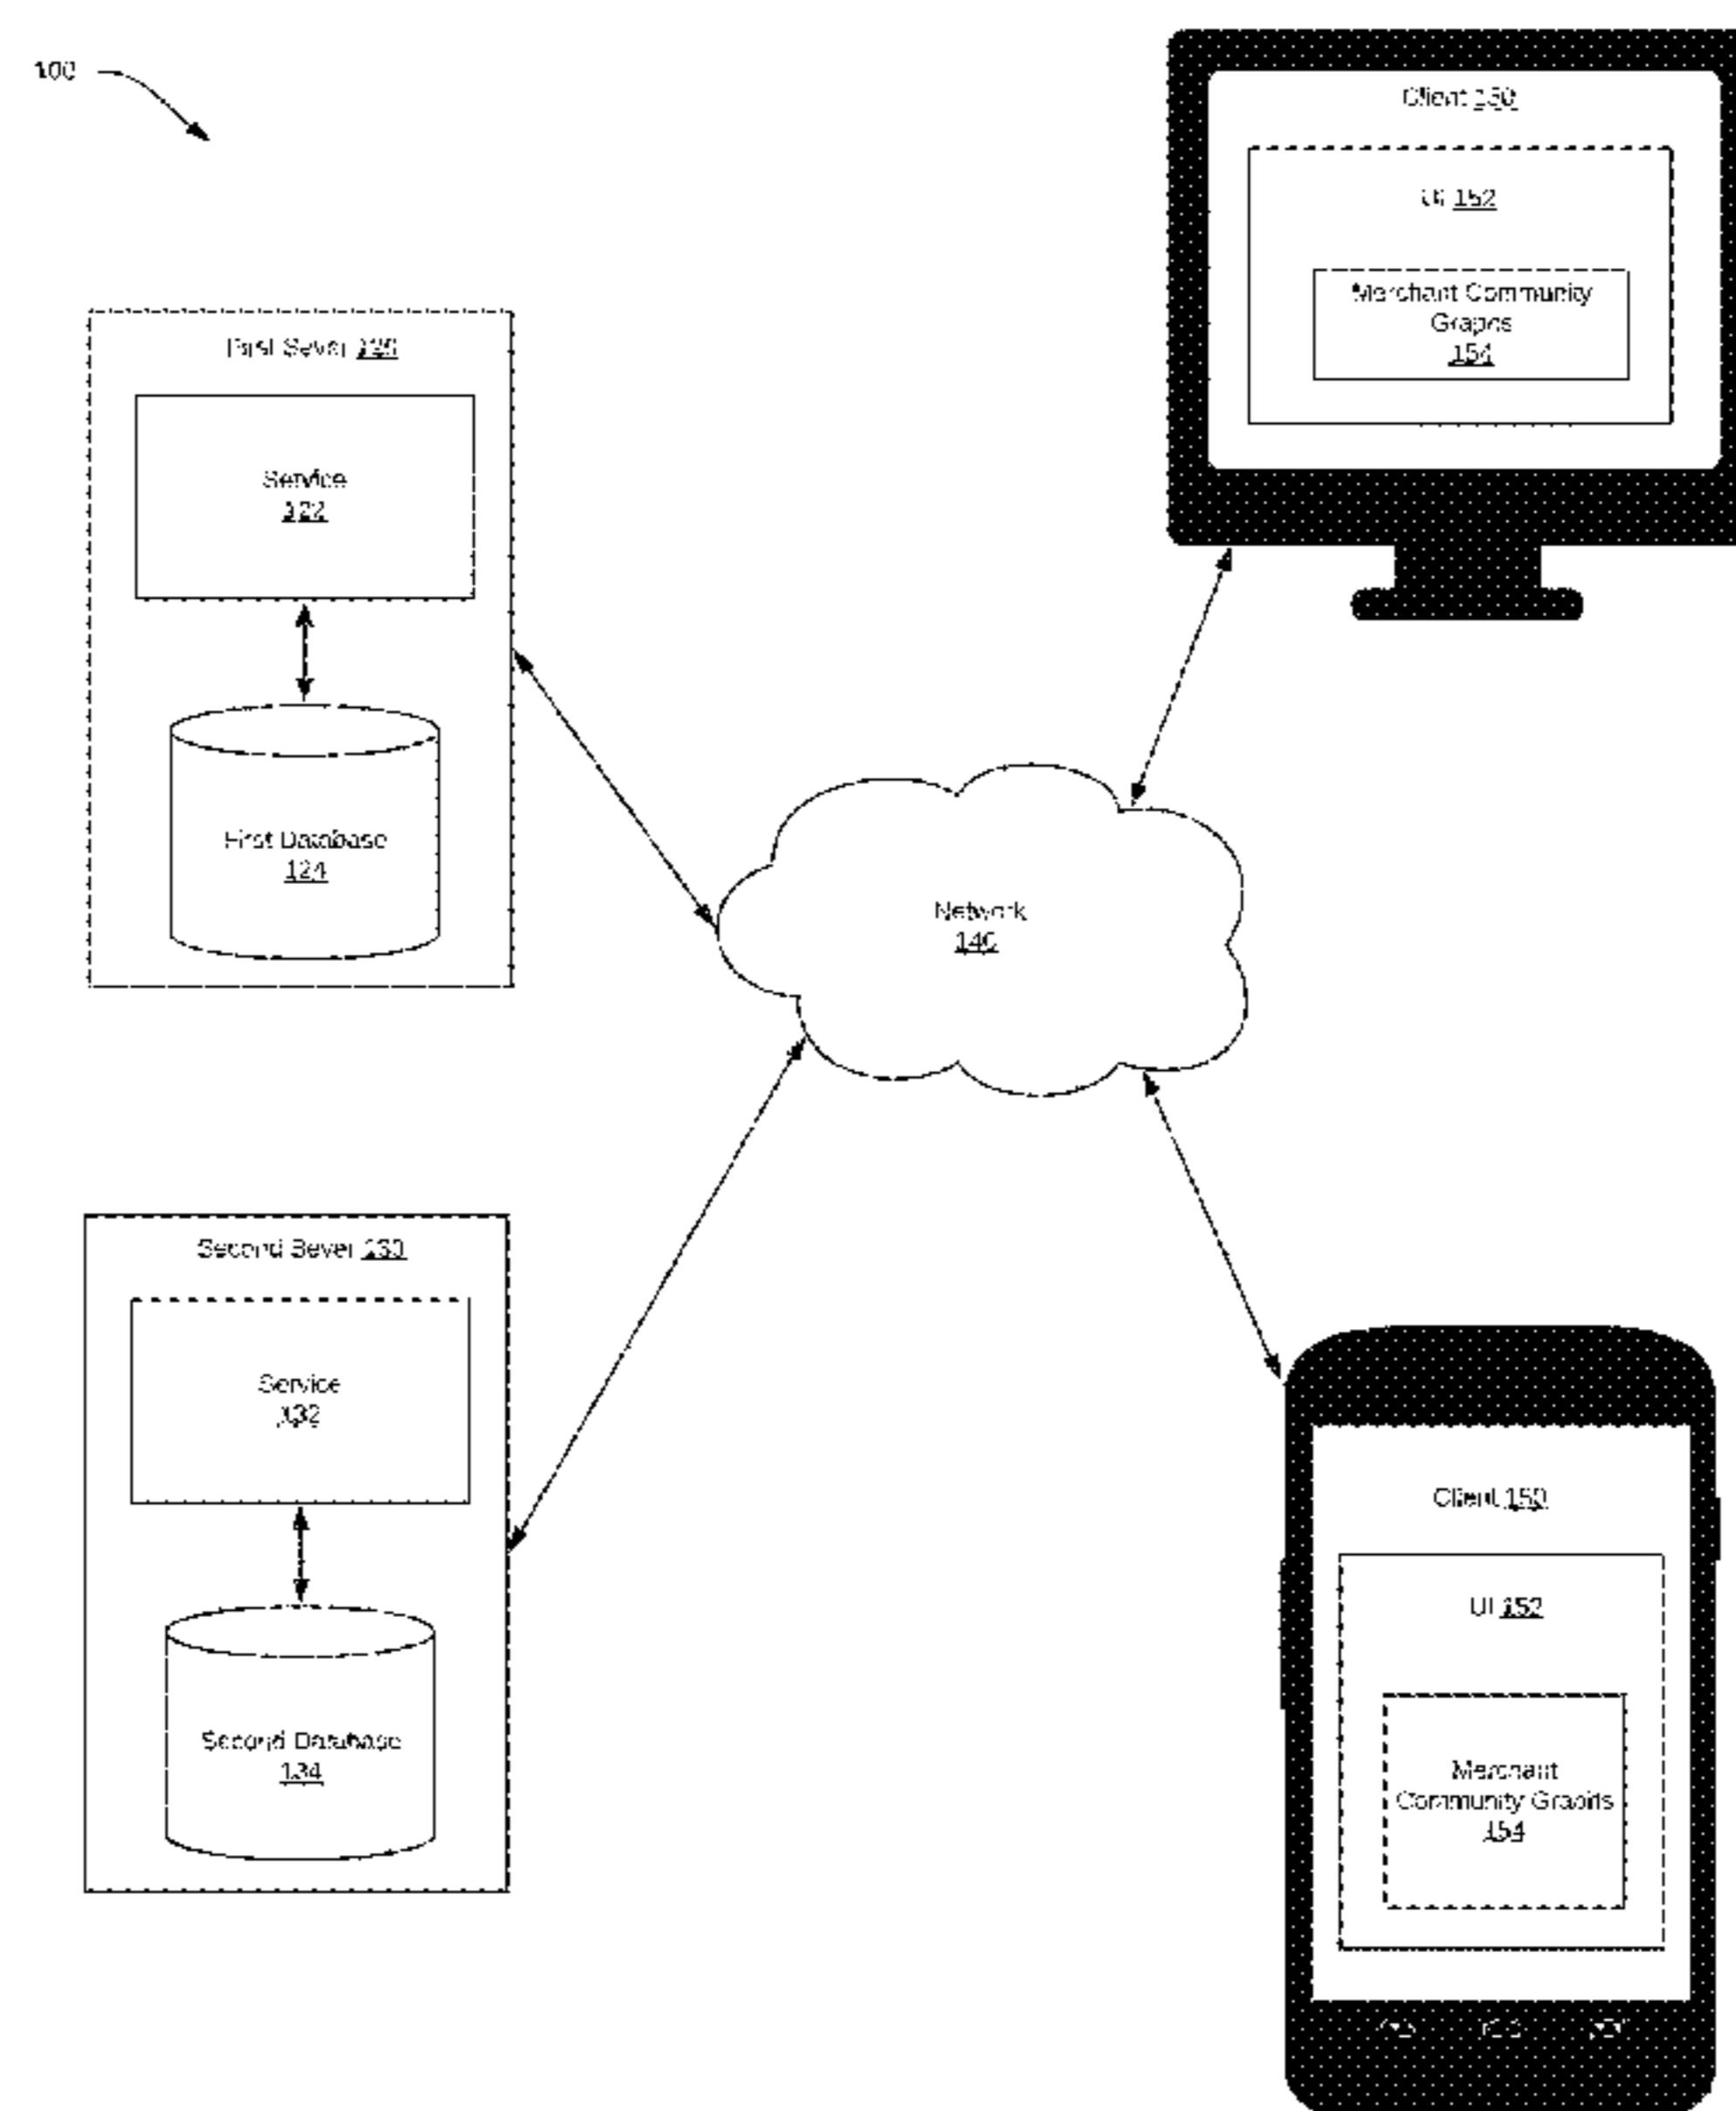 100
Client 150
UI 152
Merchant Community
Graphs
154
First Sever 120
Service
122
First Database
124
Network
140
Second Sever 130
Service
132
Second Database
134
Client 150
UI 152
Merchant
Community Graphs
154